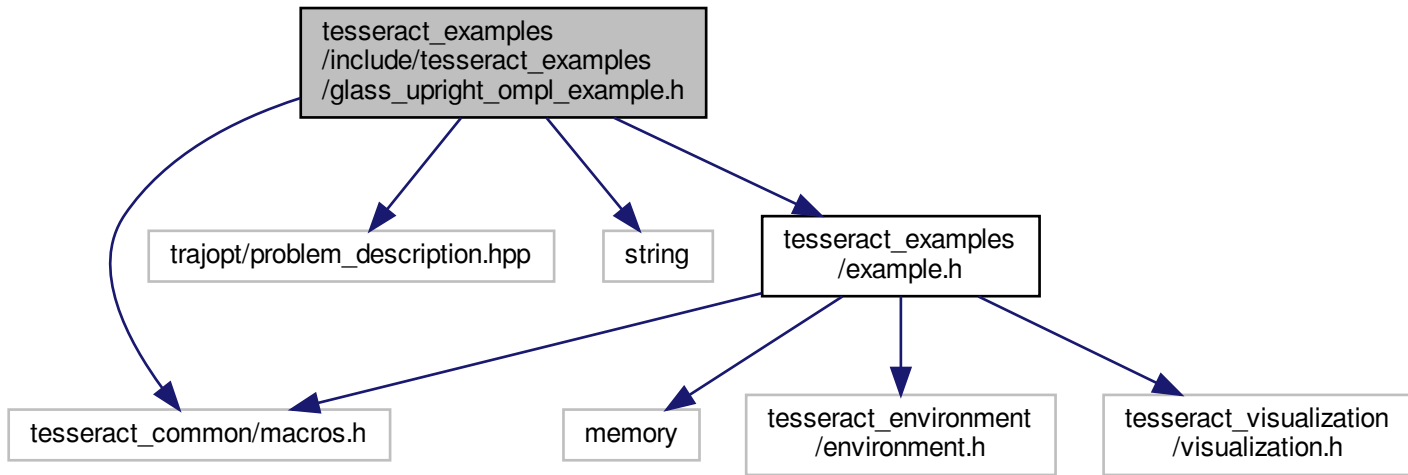 tesseract_examples
/include/tesseract_examples
/glass_upright_ompl_example.h
trajopt/problem_description.hpp
string
tesseract_examples
/example.h
tesseract_common/macros.h
memory
tesseract_environment
/environment.h
tesseract_visualization
/visualization.h